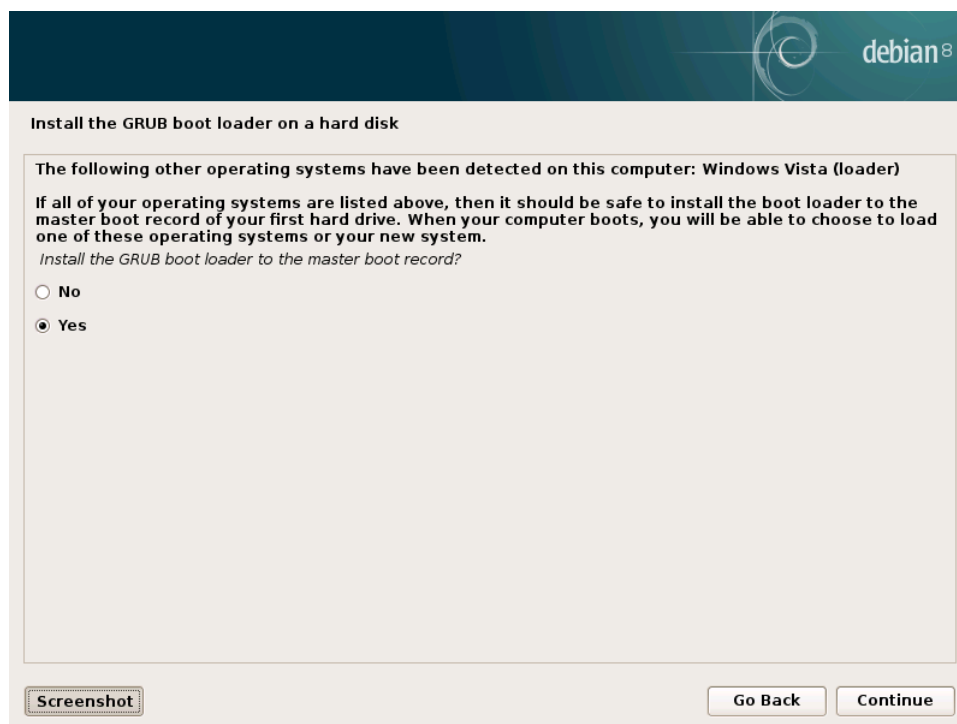 debian 8
Install the GRUB boot loader on a hard disk
The following other operating systems have been detected on this computer: Windows Vista (loader)
If all of your operating systems are listed above, then it should be safe to install the boot loader to the
master boot record of your first hard drive. When your computer boots, you will be able to choose to load
one of these operating systems or your new system.
Install the GRUB boot loader to the master boot record?
No
Yes
Screenshot
Go Back
Continue